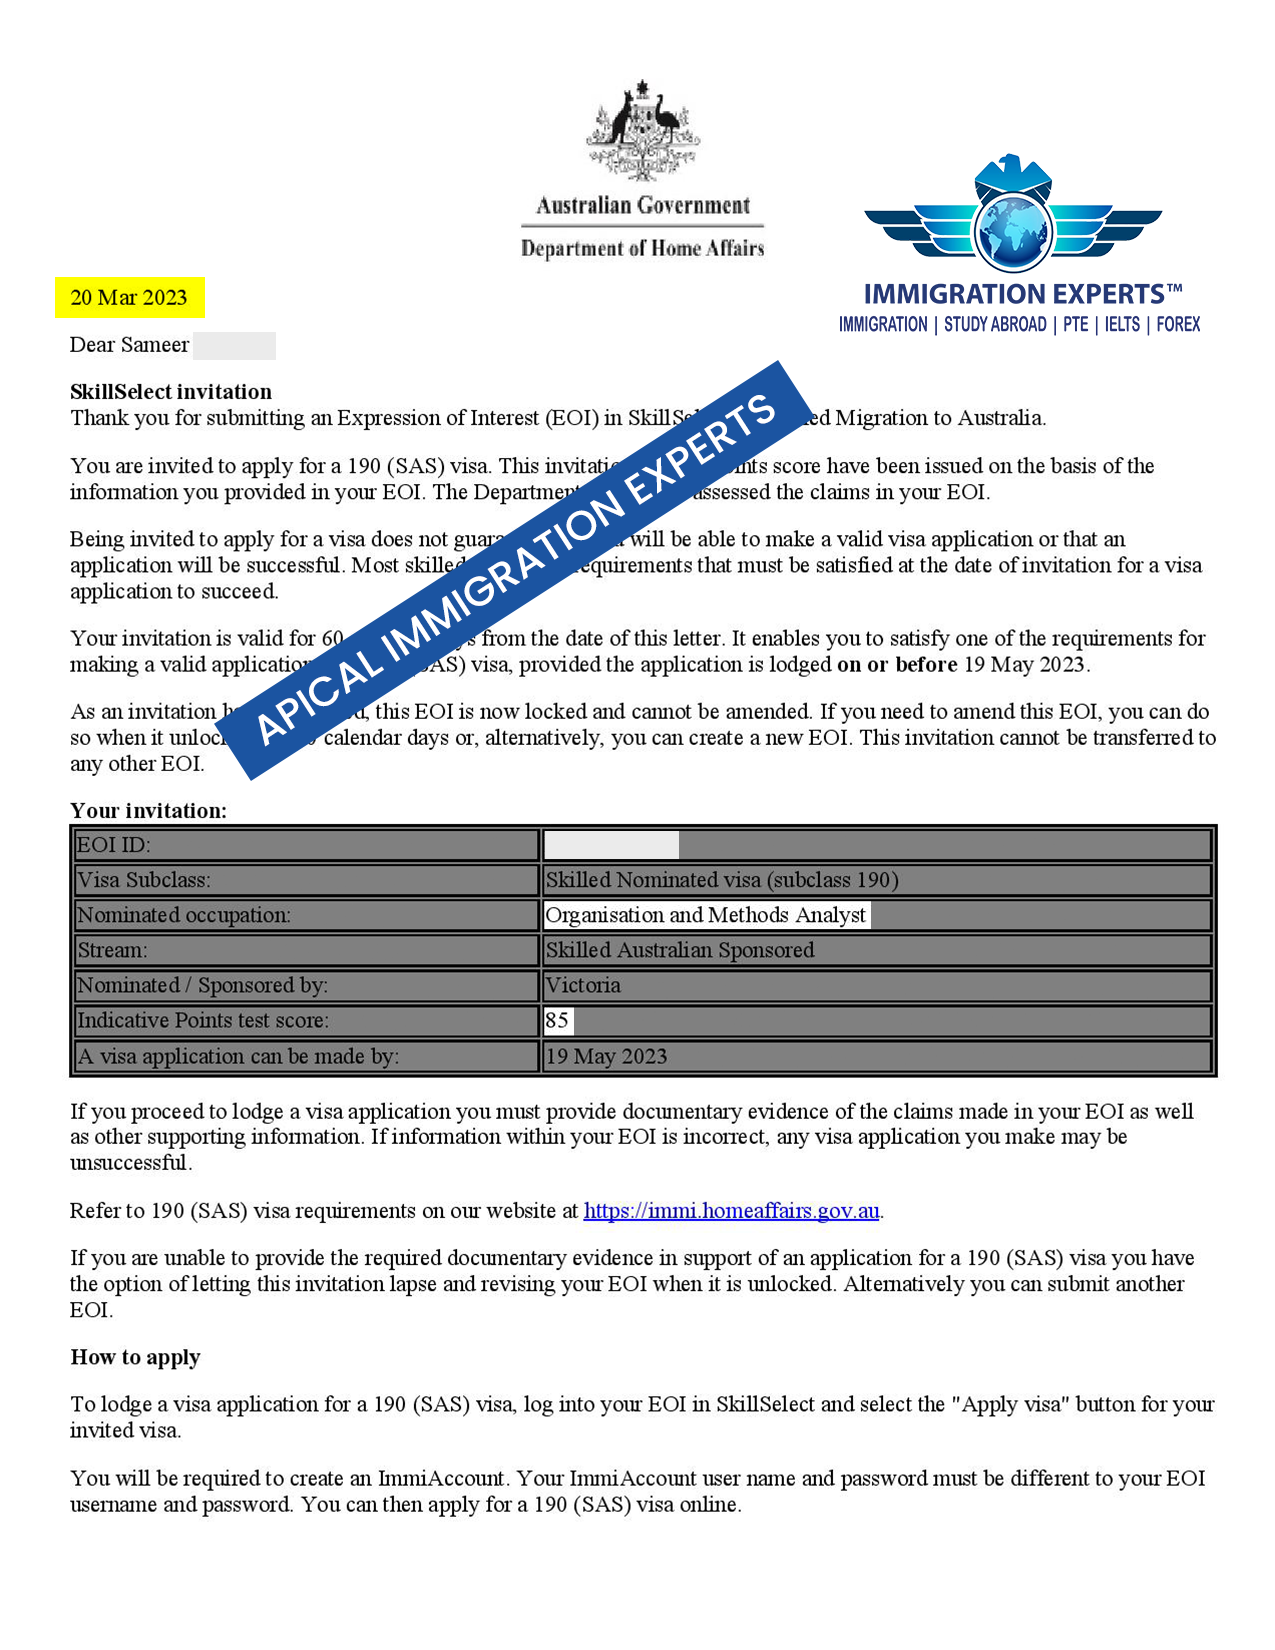 Australian Government
Department of Home Affairs
IMMIGRATION EXPERTS™
IMMIGRATION | STUDY ABROAD | PTE | IELTS | FOREX
20 Mar 2023
Dear Sameer
SkillSelect invitation
Thank you for submitting an Expression of Interest (EOI) in Migration to Australia.
You are invited to apply for a 190 (SAS) visa. This score have been issued on the basis of the
information you provided in your EOI. The assessed the claims in your EOI.
Being invited to apply for a visa does not will be able to make a valid visa application or that an
application will be successful. Most requirements that must be satisfied at the date of invitation for a visa
application to succeed.
Your invitation is valid for 60 from the date of this letter. It enables you to satisfy one of the requirements for
making a valid (SAS) visa, provided the application is lodged on or before 19 May 2023.
As an invitation this EOI is now locked and cannot be amended. If you need to amend this EOI, you can do
so when it calendar days or, alternatively, you can create a new EOI. This invitation cannot be transferred to
any other EOI.
APICAL IMMIGRATION EXPERTS
Your invitation:
EOI ID:
Visa Subclass: Skilled Nominated visa (subclass 190)
Nominated occupation: Organisation and Methods Analyst
Stream: Skilled Australian Sponsored
Nominated / Sponsored by: Victoria
Indicative Points test score: 85
A visa application can be made by: 19 May 2023
If you proceed to lodge a visa application you must provide documentary evidence of the claims made in your EOI as well
as other supporting information. If information within your EOI is incorrect, any visa application you make may be
unsuccessful.
Refer to 190 (SAS) visa requirements on our website at https://immi.homeaffairs.gov.au.
If you are unable to provide the required documentary evidence in support of an application for a 190 (SAS) visa you have
the option of letting this invitation lapse and revising your EOI when it is unlocked. Alternatively you can submit another
EOI.
How to apply
To lodge a visa application for a 190 (SAS) visa, log into your EOI in SkillSelect and select the "Apply visa" button for your
invited visa.
You will be required to create an ImmiAccount. Your ImmiAccount user name and password must be different to your EOI
username and password. You can then apply for a 190 (SAS) visa online.